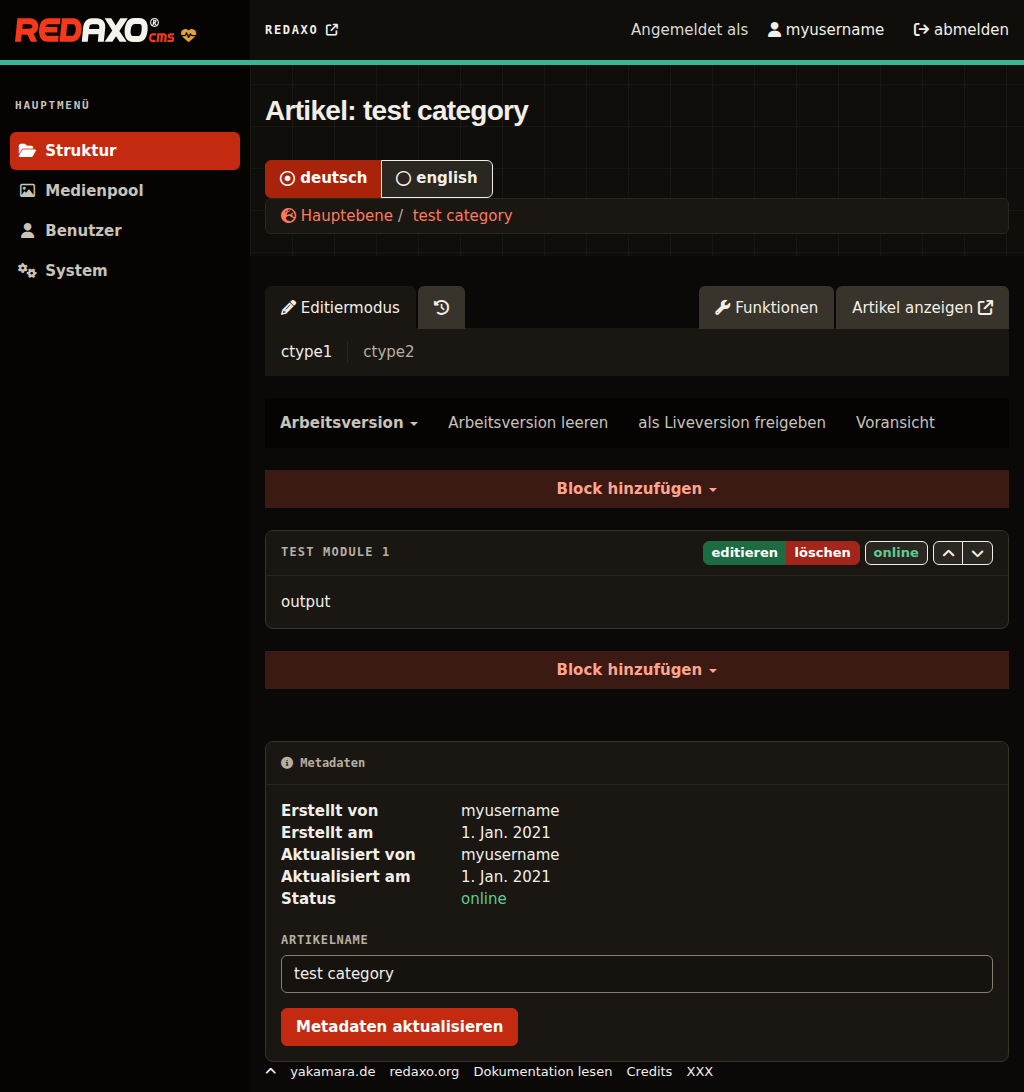 REDAXO® cms
REDAXO
Angemeldet als myusername abmelden
HAUPTMENÜ
Struktur
Medienpool
Benutzer
System
Artikel: test category
deutsch english
Hauptebene / test category
Editiermodus
Funktionen Artikel anzeigen
ctype1 ctype2
Arbeitsversion Arbeitsversion leeren als Liveversion freigeben Voransicht
Block hinzufügen
TEST MODULE 1 editieren löschen online
output
Block hinzufügen
Metadaten
Erstellt von myusername
Erstellt am 1. Jan. 2021
Aktualisiert von myusername
Aktualisiert am 1. Jan. 2021
Status online
ARTIKELNAME
test category
Metadaten aktualisieren
yakamara.de redaxo.org Dokumentation lesen Credits XXX